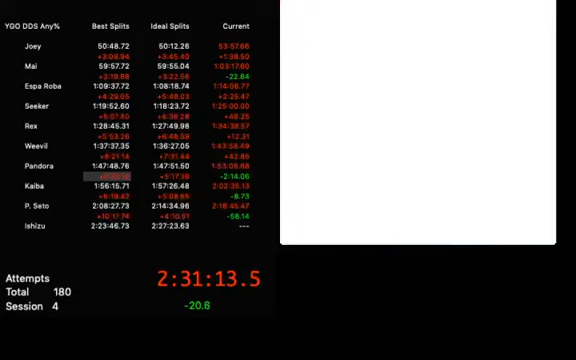 YGO DDS Any% Best Splits Ideal Splits Current
Joey 50:48.72 50:12.26 53:57.66
+3:08.94 +3:45.40 +1:38.50
Mai 59:57.72 59:55.04 1:03:17.60
+3:19.88 +3:22.56 -22.84
Espa Roba 1:09:37.72 1:08:18.74 1:14:06.77
+4:29.05 +5:48.03 +2:25.47
Seeker 1:19:52.60 1:18:23.72 1:25:00.00
+5:07.40 +6:36.28 +46.25
Rex 1:28:45.31 1:27:49.98 1:34:38.57
+5:53.26 +6:48.59 +12.31
Weevil 1:37:37.35 1:36:27.05 1:43:58.49
+6:21.14 +7:31.44 +42.85
Pandora 1:47:48.76 1:47:51.50 1:53:08.88
+5:17.38 -2:14.06
Kaiba 1:56:15.71 1:57:26.48 2:02:35.13
+6:19.42 +5:08.65 -8.73
P. Seto 2:08:27.73 2:14:34.96 2:18:45.47
+10:17.74 +4:10.51 -58.14
Ishizu 2:23:46.73 2:27:23.63 ---
Attempts
Total 180
Session 4
2:31:13.5
-20.6